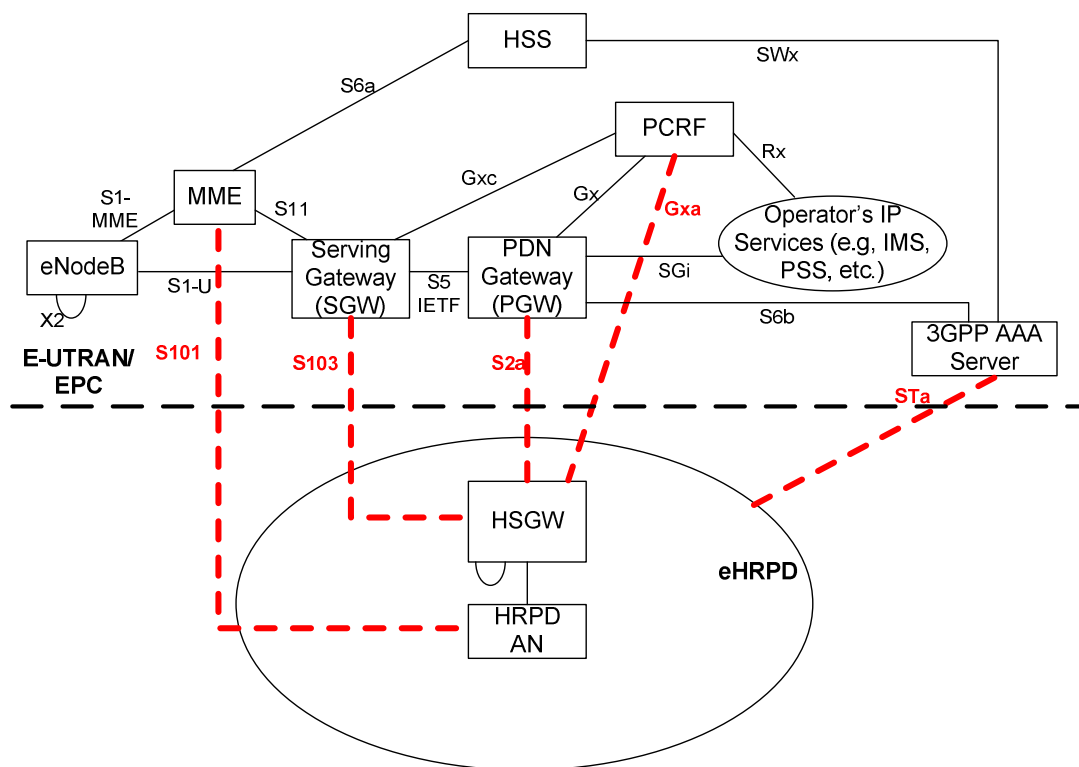 HSS
SWx
S6a
PCRF
Rx
Gxc
S1-
MME
MME
S11
Gx
Gxa
Operator's IP
Services (e.g, IMS,
PSS, etc.)
eNodeB
Serving
Gateway
(SGW)
PDN
Gateway
(PGW)
S1-U
S5
IETF
SGi
X2
S6b
E-UTRAN/
EPC
S101
S103
S2a
3GPP AAA
Server
STa
HSGW
eHRPD
HRPD
AN